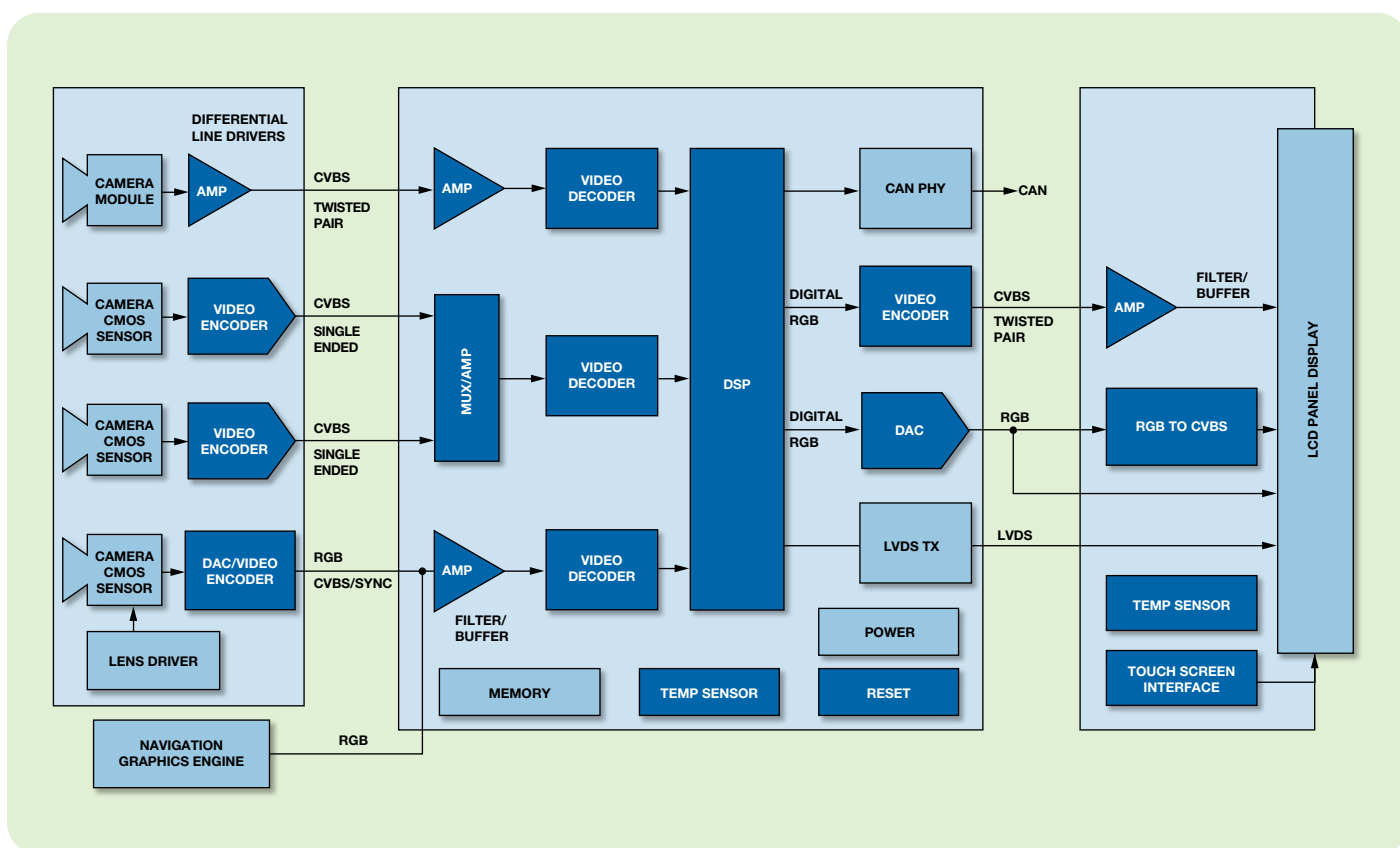 DIFFERENTIAL
LINE DRIVERS
CAMERA
MODULE
AMP
CVBS
TWISTED
PAIR
AMP
VIDEO
DECODER
CAN PHY
CAN
CAMERA
CMOS
SENSOR
VIDEO
ENCODER
CVBS
SINGLE
ENDED
MUX/AMP
VIDEO
DECODER
DSP
DIGITAL
RGB
VIDEO
ENCODER
CVBS
TWISTED
PAIR
AMP
FILTER/
BUFFER
LCD PANEL DISPLAY
CAMERA
CMOS
SENSOR
VIDEO
ENCODER
CVBS
SINGLE
ENDED
DIGITAL
RGB
DAC
RGB
RGB TO CVBS
CAMERA
CMOS
SENSOR
DAC/VIDEO
ENCODER
RGB
CVBS/SYNC
AMP
FILTER/
BUFFER
VIDEO
DECODER
LVDS TX
LVDS
LENS DRIVER
POWER
TEMP SENSOR
MEMORY
TEMP SENSOR
RESET
TOUCH SCREEN
INTERFACE
NAVIGATION
GRAPHICS ENGINE
RGB